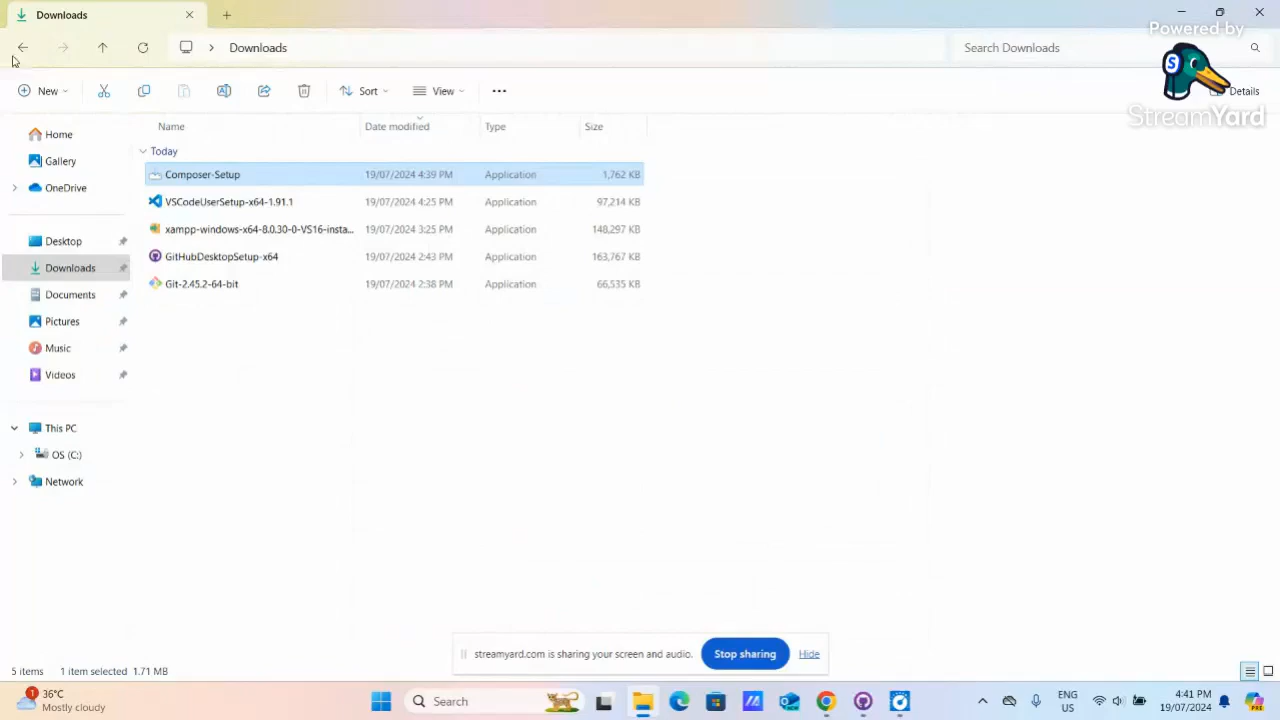 Downloads
Downloads
Search Downloads
Powered by
StreamYard
New
Sort
View
Details
Name
Date modified
Type
Size
Home
Gallery
OneDrive
Desktop
Downloads
Documents
Pictures
Music
Videos
This PC
OS (C:)
Network
Today
Composer-Setup 19/07/2024 4:39 PM Application 1,762 KB
VSCodeUserSetup-x64-1.91.1 19/07/2024 4:25 PM Application 97,214 KB
xampp-windows-x64-8.0.30-0-VS16-insta... 19/07/2024 3:25 PM Application 148,297 KB
GitHubDesktopSetup-x64 19/07/2024 2:43 PM Application 163,767 KB
Git-2.45.2-64-bit 19/07/2024 2:38 PM Application 66,535 KB
streamyard.com is sharing your screen and audio. Stop sharing Hide
5 items 1 item selected 1.71 MB
1
36°C
Mostly cloudy
Search
ENG
US
4:41 PM
19/07/2024